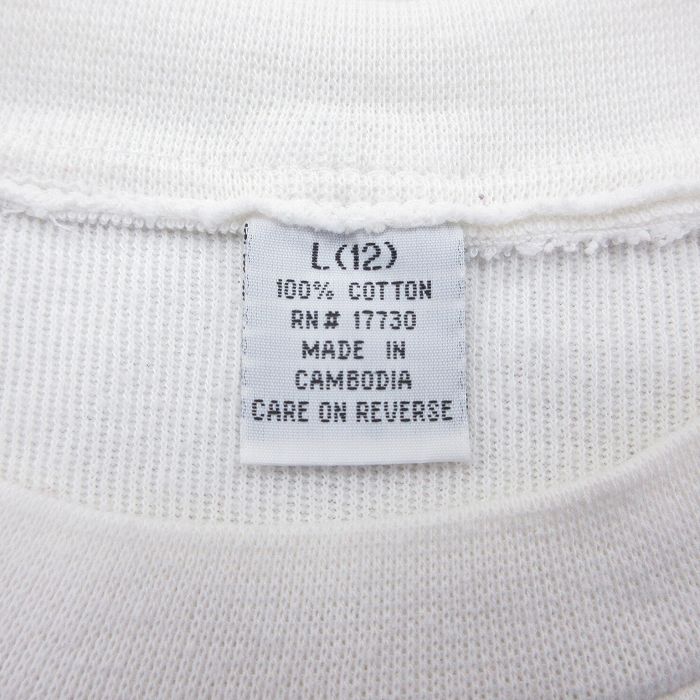 L(12)
100% COTTON
RN# 17730
MADE IN
CAMBODIA
CARE ON REVERSE